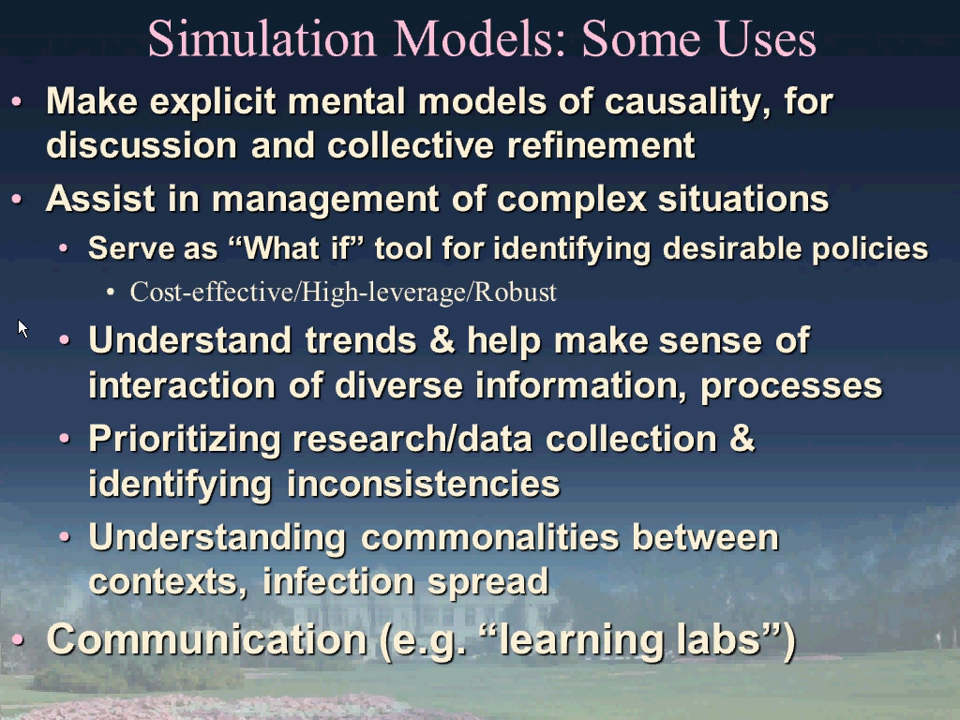 Simulation Models: Some Uses
• Make explicit mental models of causality, for
discussion and collective refinement
• Assist in management of complex situations
• Serve as “What if” tool for identifying desirable policies
• Cost-effective/High-leverage/Robust
• Understand trends & help make sense of
interaction of diverse information, processes
• Prioritizing research/data collection &
identifying inconsistencies
• Understanding commonalities between
contexts, infection spread
• Communication (e.g. “learning labs”)